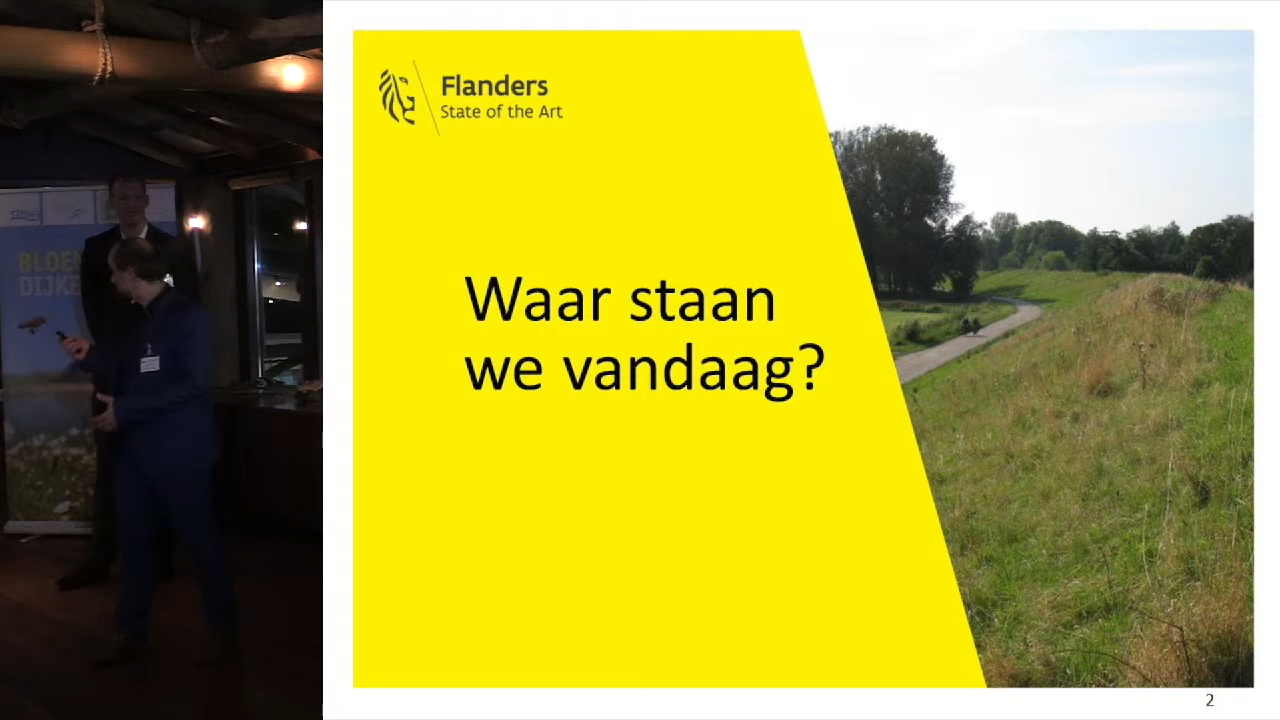 Flanders
State of the Art
Waar staan
we vandaag?
2